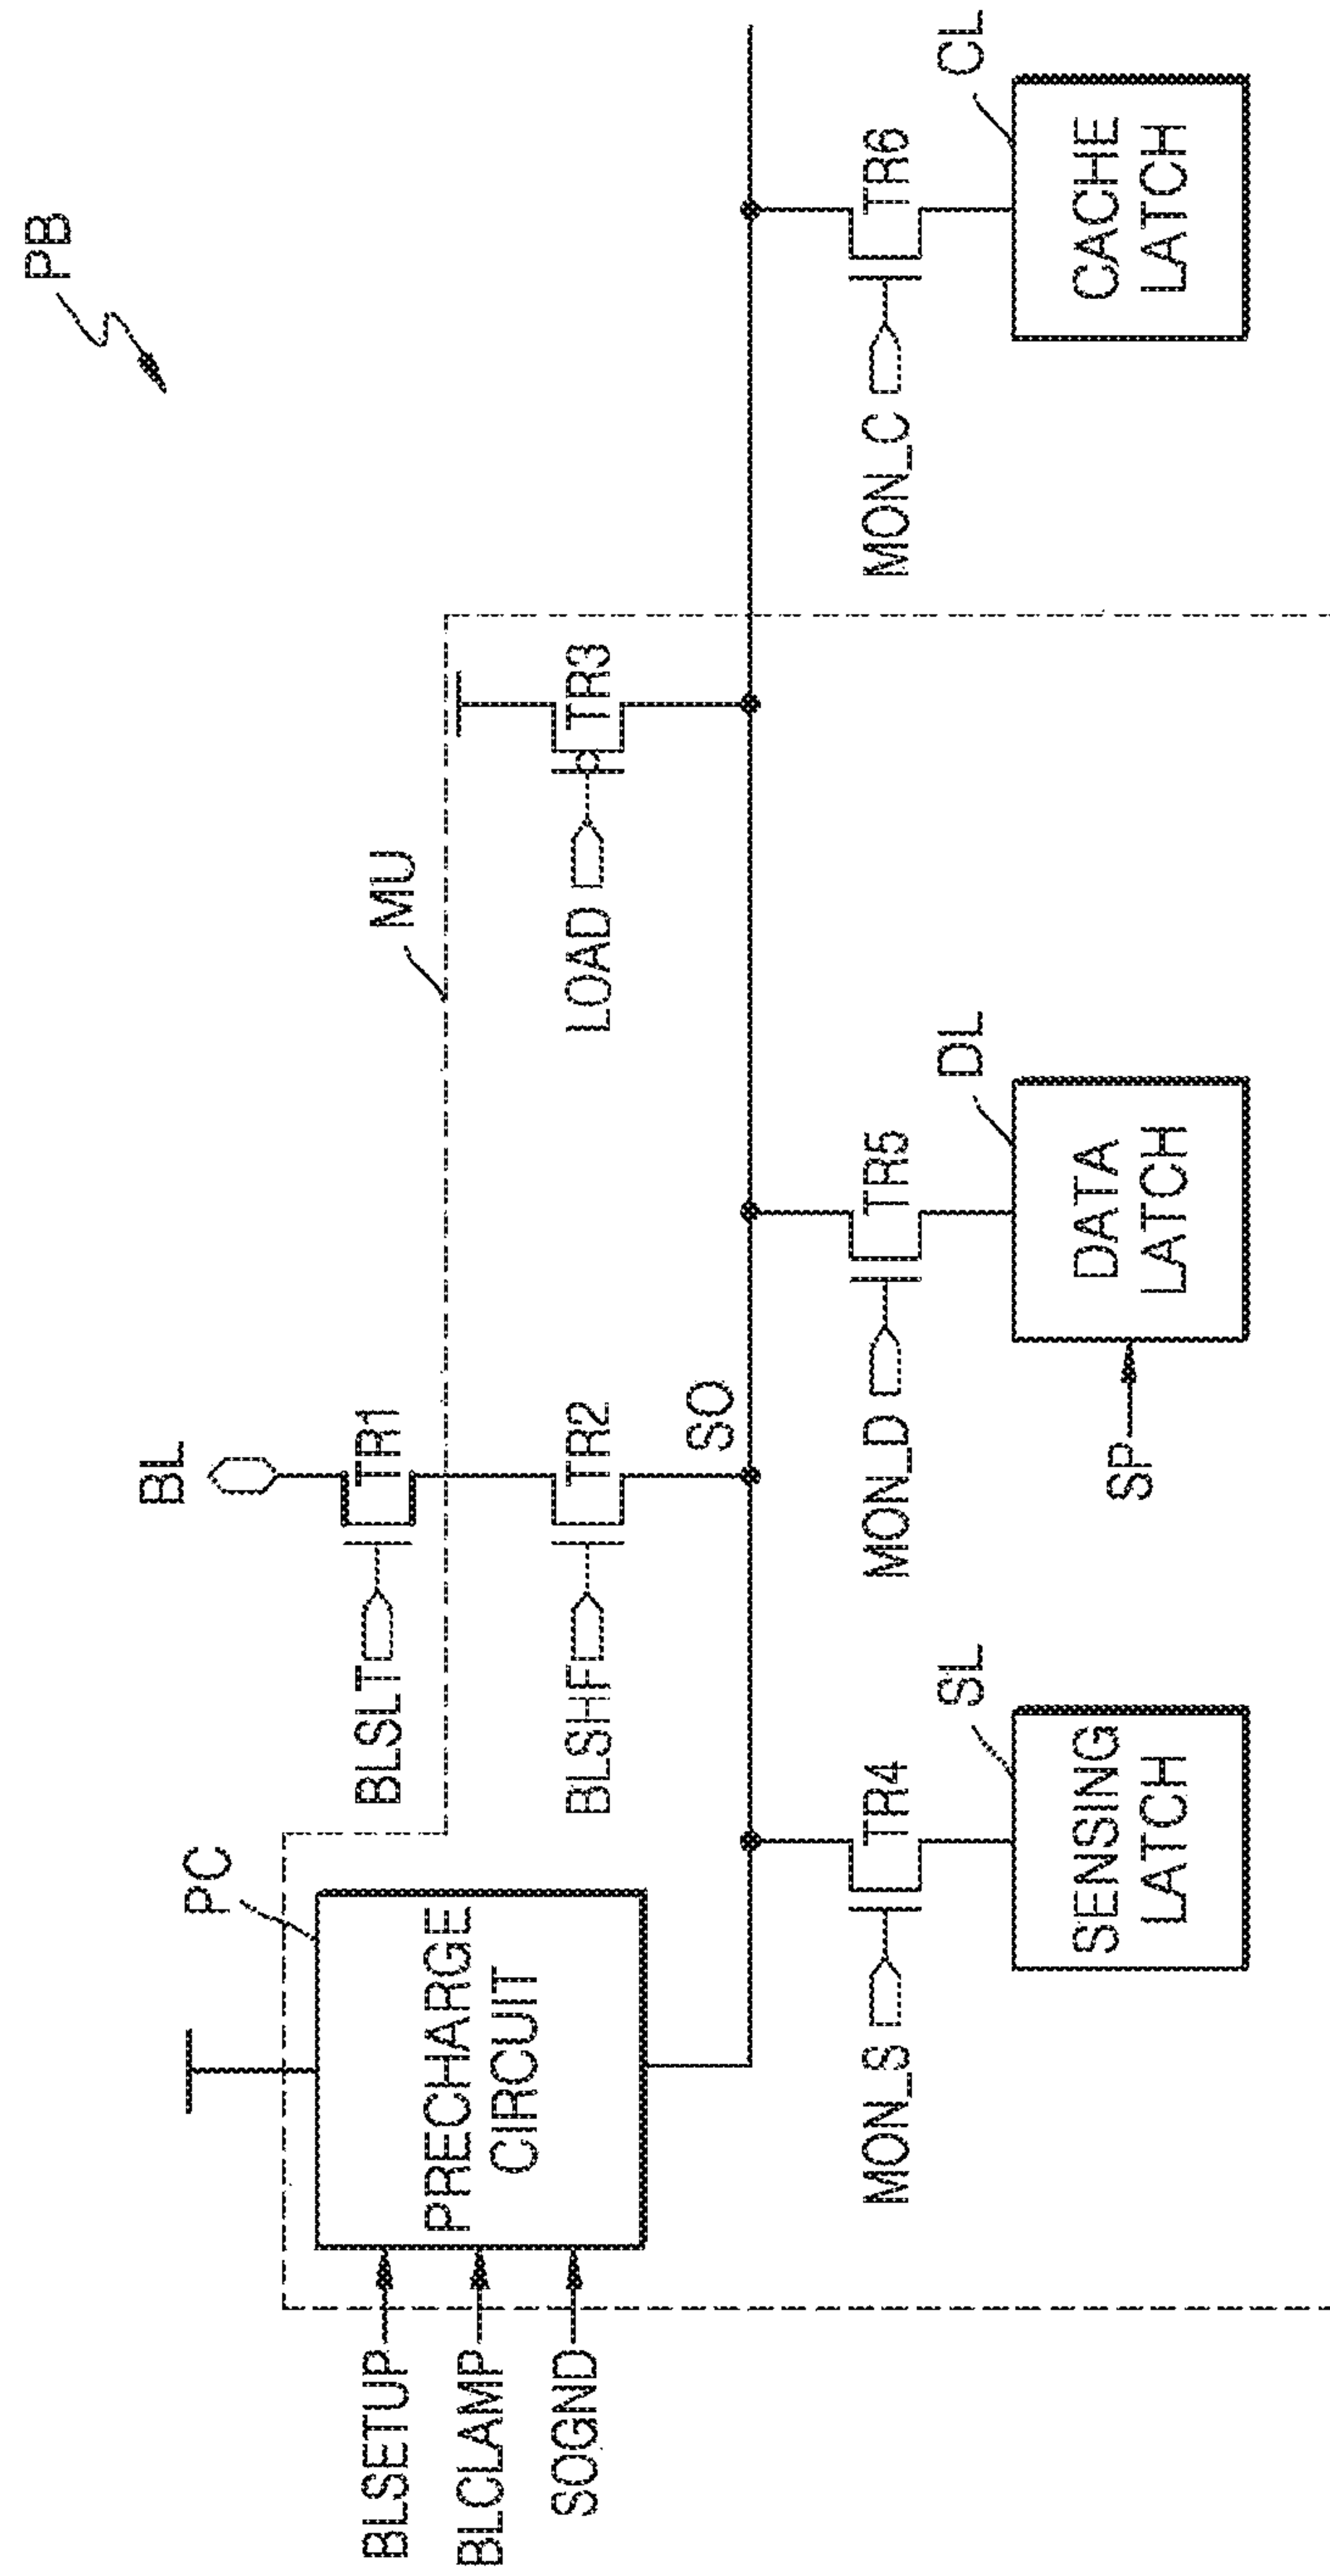 PB
BL
PC
MU
BLSETUP
BLCLAMP
SOGND
PRECHARGE
CIRCUIT
BLSLT
TR1
BLSHF
TR2
LOAD
TR3
SO
MON_S
TR4
MON_D
TR5
MON_C
TR6
SL
DL
CL
SENSING
LATCH
SP
DATA
LATCH
CACHE
LATCH